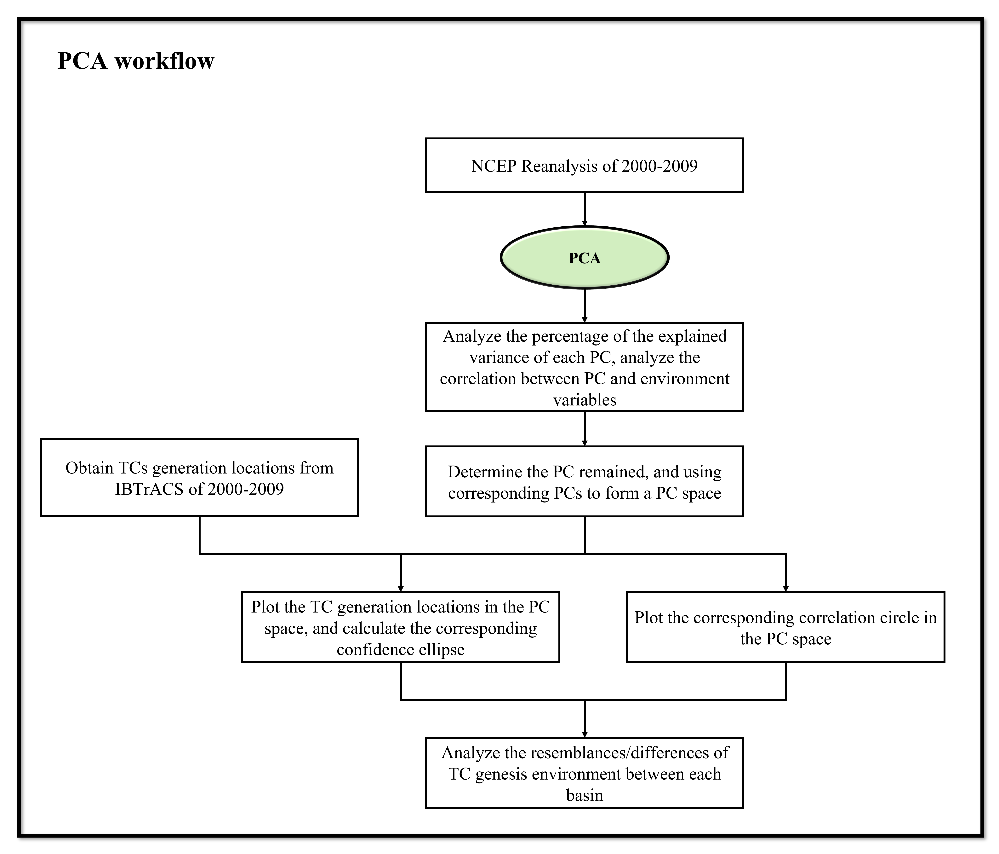 PCA workflow
NCEP Reanalysis of 2000-2009
PCA
Analyze the percentage of the explained
variance of each PC, analyze the
correlation between PC and environment
variables
Obtain TCs generation locations from
IBTrACS of 2000-2009
Determine the PC remained, and using
corresponding PCs to form a PC space
Plot the TC generation locations in the PC
space, and calculate the corresponding
confidence ellipse
Plot the corresponding correlation circle in
the PC space
Analyze the resemblances/differences of
TC genesis environment between each
basin